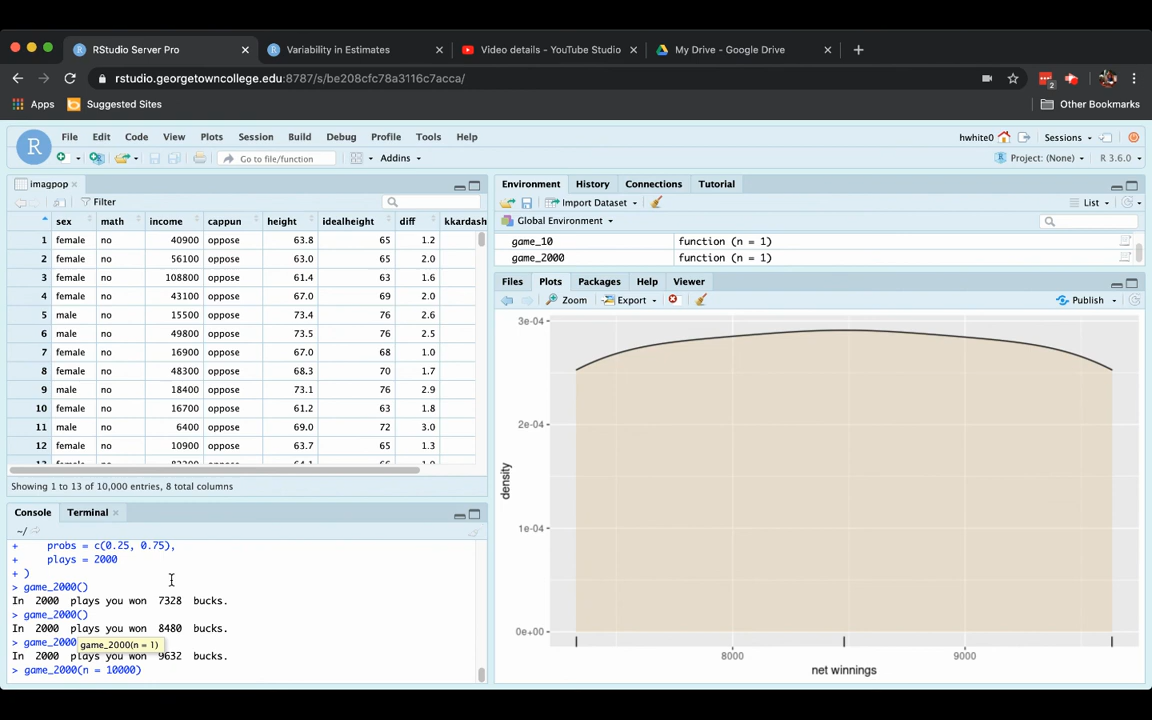 RStudio Server Pro
Variability in Estimates
Video details - YouTube Studio
My Drive - Google Drive
rstudio.georgetowncollege.edu:8787/s/be208cfc78a3116c7acca/
2
Apps Suggested Sites Other Bookmarks
R File Edit Code View Plots Session Build Debug Profile Tools Help
hwhite0 Sessions
Go to file/function Addins
Project: (None) R 3.6.0
imagpop
Filter
sex math income cappun height idealheight diff kkardash
1 female no 40900 oppose 63.8 65 1.2
2 female no 56100 oppose 63.0 65 2.0
3 female no 108800 oppose 61.4 63 1.6
4 female no 43100 oppose 67.0 69 2.0
5 male no 15500 oppose 73.4 76 2.6
6 male no 49800 oppose 73.5 76 2.5
7 female no 16900 oppose 67.0 68 1.0
8 female no 48300 oppose 68.3 70 1.7
9 male no 18400 oppose 73.1 76 2.9
10 female no 16700 oppose 61.2 63 1.8
11 male no 6400 oppose 69.0 72 3.0
12 female no 10900 oppose 63.7 65 1.3
Showing 1 to 13 of 10,000 entries, 8 total columns
Console Terminal
~/
+ probs = c(0.25, 0.75),
+ plays = 2000
+ )
> game_2000()
In 2000 plays you won 7328 bucks.
> game_2000()
In 2000 plays you won 8480 bucks.
> game_2000
game_2000(n = 1)
In 2000 plays you won 9632 bucks.
> game_2000(n = 10000)
Environment History Connections Tutorial
Import Dataset List
Global Environment
game_10 function (n = 1)
game_2000 function (n = 1)
Files Plots Packages Help Viewer
Zoom Export Publish
3e-04
2e-04
1e-04
0e+00
density
8000 9000
net winnings